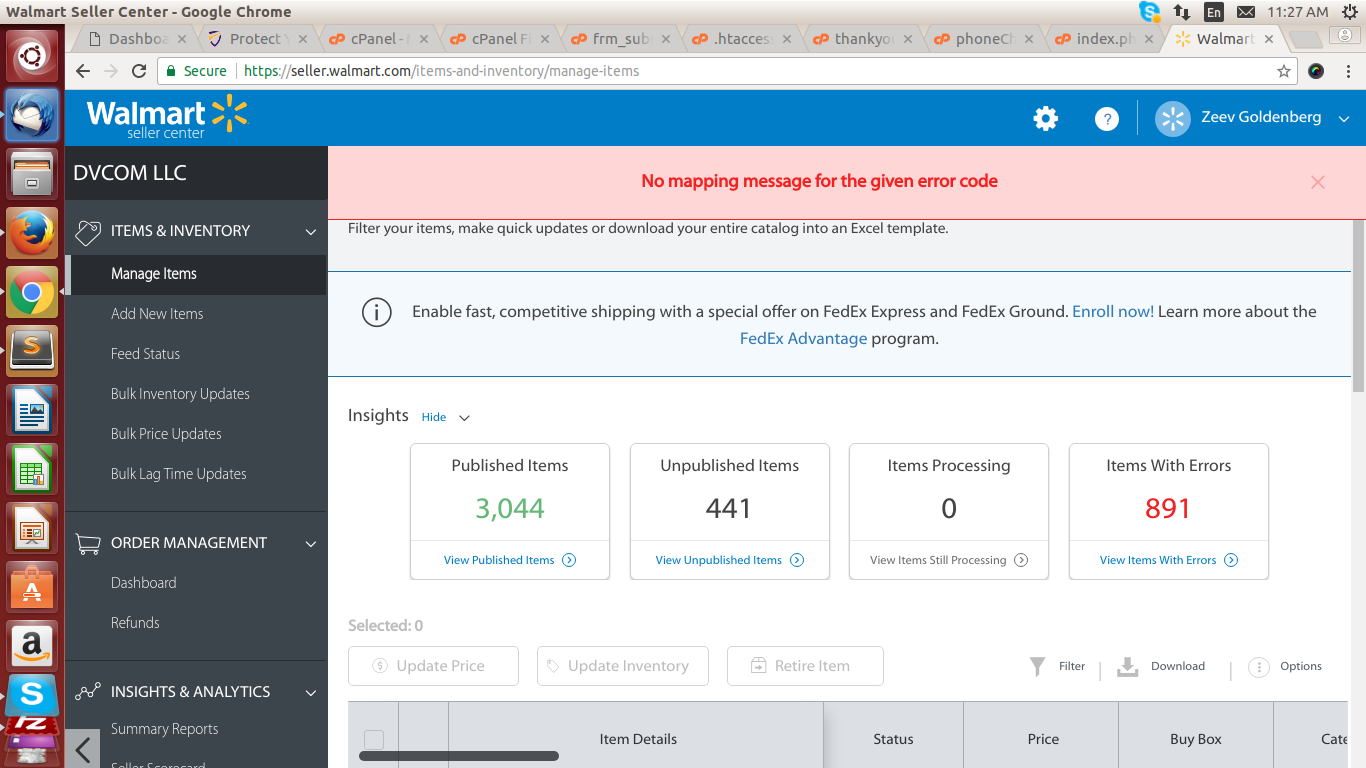 Walmart Seller Center - Google Chrome
En
11:27 AM
Dashboa
Protect Y
cPanel - M
cPanel Fi
frm_sub
.htacces
thankyo
phoneCh
index.ph
Walmart
Secure
https://seller.walmart.com/items-and-inventory/manage-items
Walmart
seller center
?
Zeev Goldenberg
DVCOM LLC
No mapping message for the given error code
Filter your items, make quick updates or download your entire catalog into an Excel template.
ITEMS & INVENTORY
Manage Items
Add New Items
Feed Status
Bulk Inventory Updates
Bulk Price Updates
Bulk Lag Time Updates
ORDER MANAGEMENT
Dashboard
Refunds
INSIGHTS & ANALYTICS
Summary Reports
Seller Scorecard
Enable fast, competitive shipping with a special offer on FedEx Express and FedEx Ground. Enroll now! Learn more about the
FedEx Advantage program.
Insights Hide
Published Items
3,044
View Published Items
Unpublished Items
441
View Unpublished Items
Items Processing
0
View Items Still Processing
Items With Errors
891
View Items With Errors
Selected: 0
Update Price
Update Inventory
Retire Item
Filter
Download
Options
Item Details
Status
Price
Buy Box
Cate